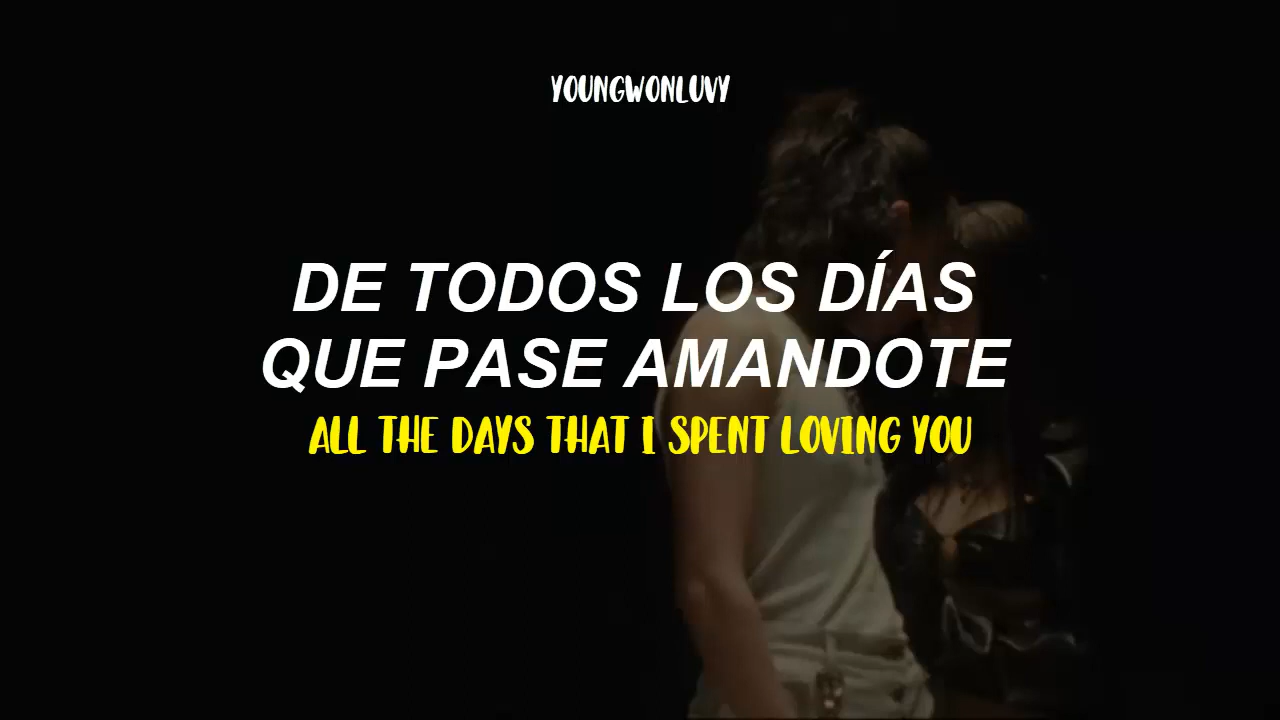 YOUNGWONLUVY
DE TODOS LOS DÍAS
QUE PASE AMANDOTE
ALL THE DAYS THAT I SPENT LOVING YOU